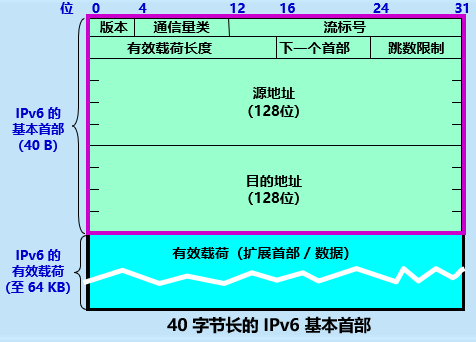 位 0 4 12 16 24 31
版本 通信量类 流标号
有效载荷长度 下一个首部 跳数限制
源地址
（128位）
IPv6 的
基本首部
（40 B）
目的地址
（128位）
IPv6 的
有效载荷
（至 64 KB）
有效载荷（扩展首部 / 数据）
40 字节长的 IPv6 基本首部